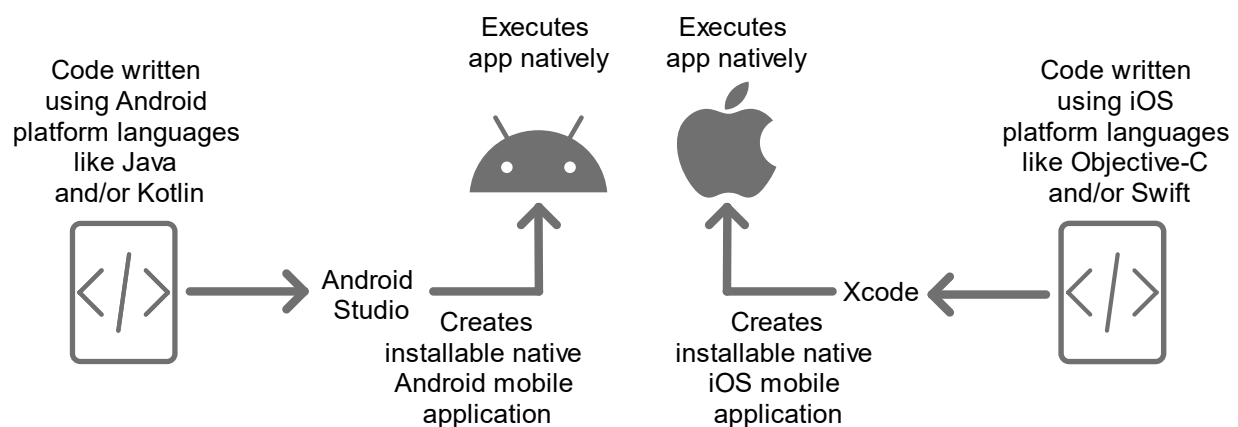 Code written
using Android
platform languages
like Java
and/or Kotlin
Android
Studio
Creates
installable native
Android mobile
application
Executes
app natively
Executes
app natively
Creates
installable native
iOS mobile
application
Xcode
Code written
using iOS
platform languages
like Objective-C
and/or Swift